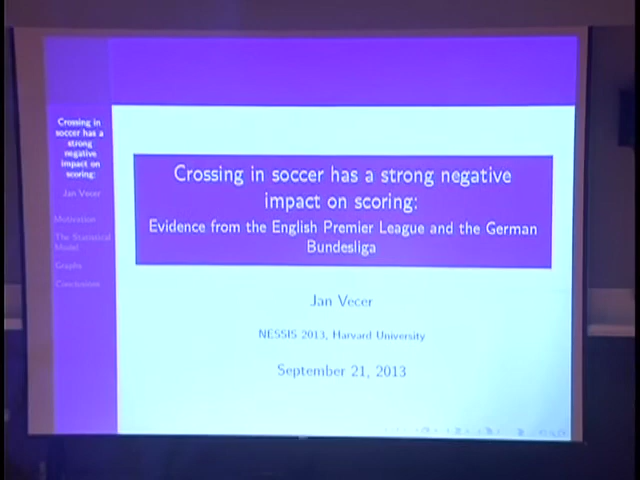 Crossing in
soccer has a
strong
negative
impact on
scoring:
Jan Vecer
Motivation
The Statistical
Model
Graphs
Conclusions
Crossing in soccer has a strong negative
impact on scoring:
Evidence from the English Premier League and the German
Bundesliga
Jan Vecer
NESSIS 2013, Harvard University
September 21, 2013